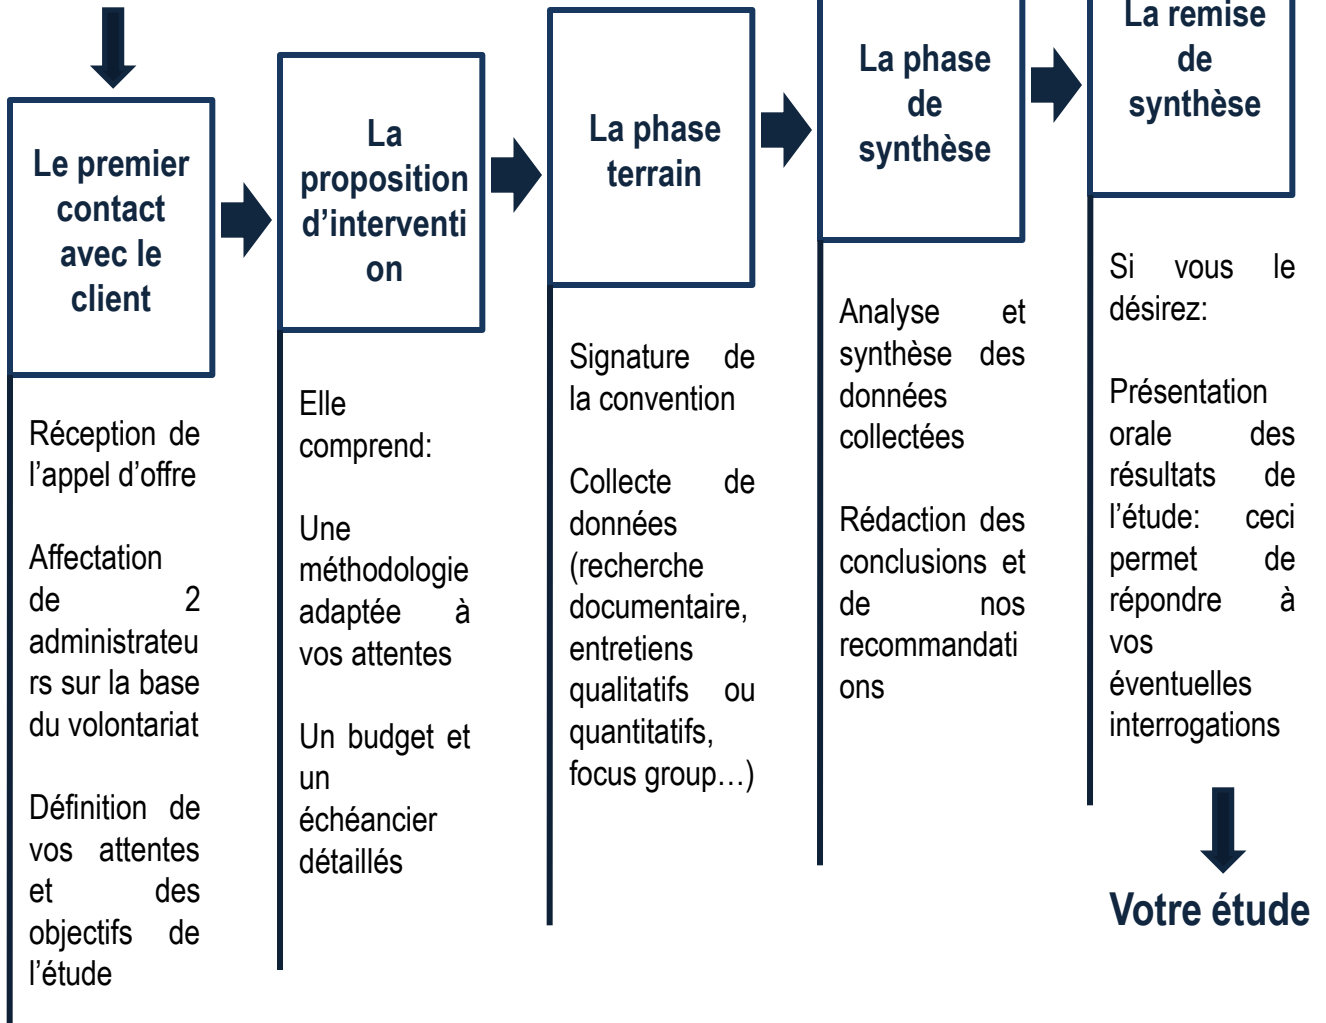 Le premier
contact
avec le
client
Réception de
l’appel d’offre
Affectation
de 2
administrateu
rs sur la base
du volontariat
Définition de
vos attentes
et des
objectifs de
l’étude
La
proposition
d’interventi
on
Elle
comprend:
Une
méthodologie
adaptée à
vos attentes
Un budget et
un
échéancier
détaillés
La phase
terrain
Signature de
la convention
Collecte de
données
(recherche
documentaire,
entretiens
qualitatifs ou
quantitatifs,
focus group…)
La phase
de
synthèse
Analyse et
synthèse des
données
collectées
Rédaction des
conclusions et
de nos
recommandati
ons
La remise
de
synthèse
Si vous le
désirez:
Présentation
orale des
résultats de
l’étude: ceci
permet de
répondre à
vos
éventuelles
interrogations
Votre étude